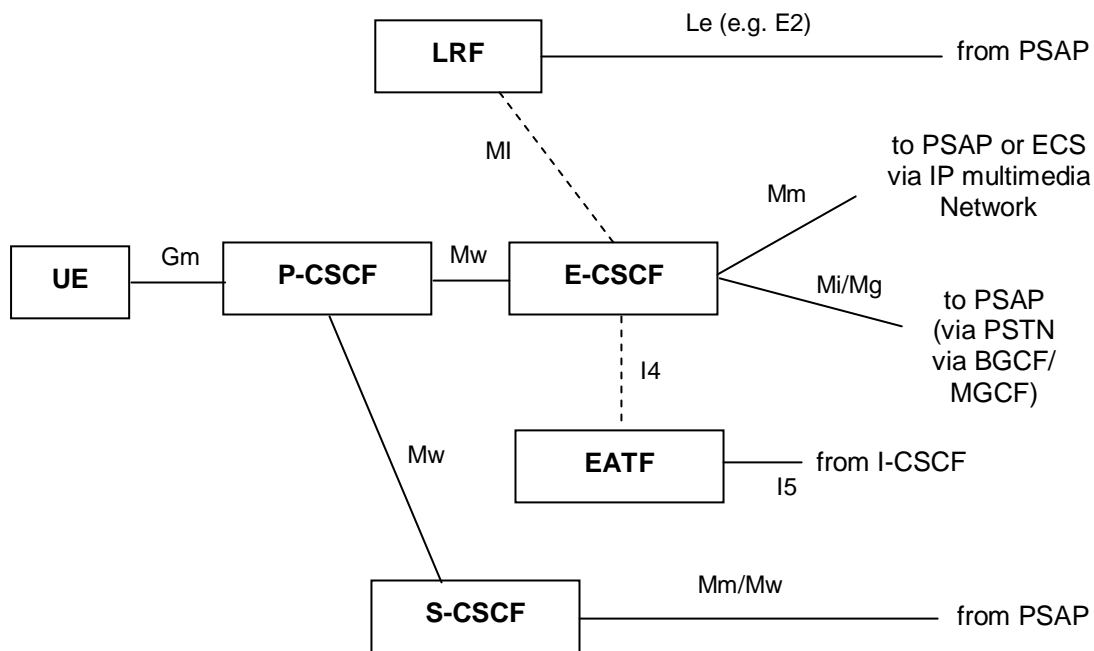 Le (e.g. E2)
LRF
from PSAP
Ml
to PSAP or ECS
via IP multimedia
Network
Mm
UE
Gm
P-CSCF
Mw
E-CSCF
Mi/Mg
to PSAP
(via PSTN
via BGCF/
MGCF)
I4
Mw
EATF
from I-CSCF
I5
S-CSCF
Mm/Mw
from PSAP